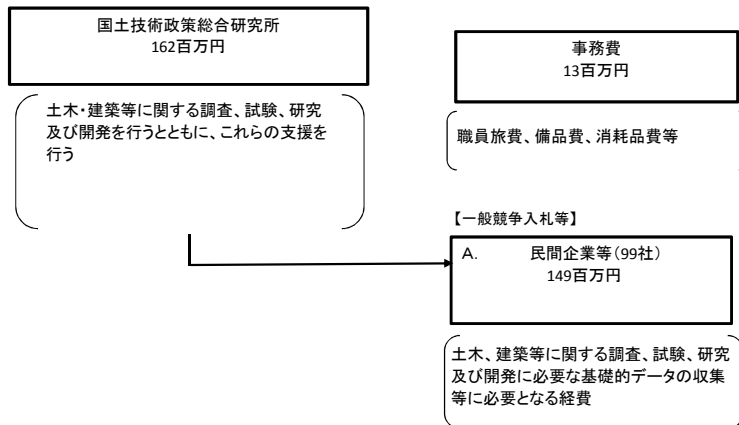 国土技術政策総合研究所
162百万円
土木・建築等に関する調査、試験、研究
及び開発を行うとともに、これらの支援を
行う
事務費
13百万円
職員旅費、備品費、消耗品費等
【一般競争入札等】
A. 民間企業等(99社)
149百万円
土木、建築等に関する調査、試験、研究
及び開発に必要な基礎的データの収集
等に必要となる経費